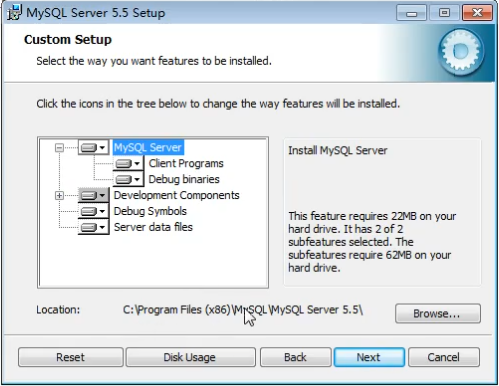 MySQL Server 5.5 Setup
Custom Setup
Select the way you want features to be installed.
Click the icons in the tree below to change the way features will be installed.
MySQL Server
Client Programs
Debug binaries
Development Components
Debug Symbols
Server data files
Install MySQL Server
This feature requires 22MB on your
hard drive. It has 2 of 2
subfeatures selected. The
subfeatures require 62MB on your
hard drive.
Location: C:\Program Files (x86)\MySQL\MySQL Server 5.5\
Browse...
Reset Disk Usage Back Next Cancel